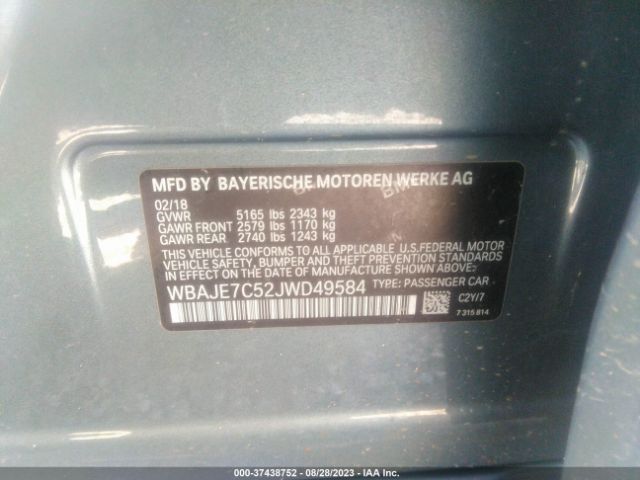 MFD BY BAYERISCHE MOTOREN WERKE AG
02/18
GVWR 5165 lbs 2343 kg
GAWR FRONT 2579 lbs 1170 kg
GAWR REAR 2740 lbs 1243 kg
THIS VEHICLE CONFORMS TO ALL APPLICABLE U.S.FEDERAL MOTOR
VEHICLE SAFETY, BUMPER AND THEFT PREVENTION STANDARDS
IN EFFECT ON THE DATE OF MANUFACTURE SHOWN ABOVE.
WBAJE7C52JWD49584 TYPE: PASSENGER CAR
C2Y/7
7 315 814
000-37438752 - 08/28/2023 - IAA Inc.